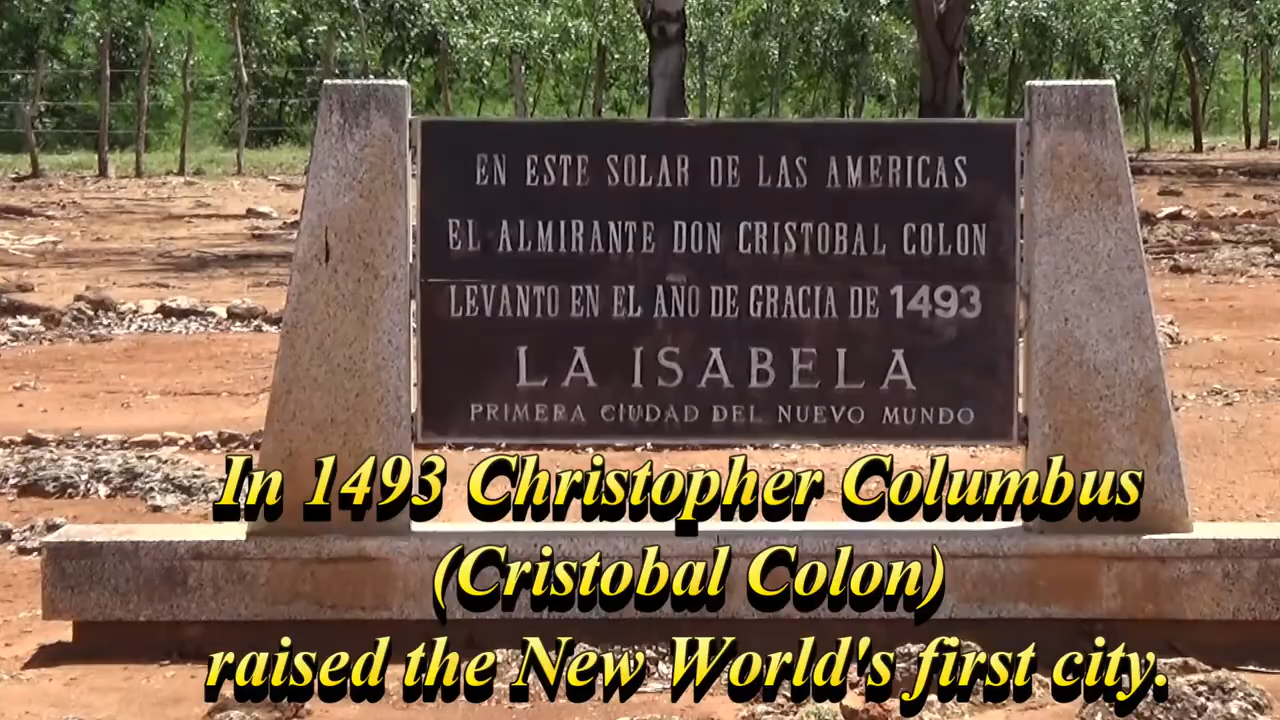 EN ESTE SOLAR DE LAS AMERICAS
EL ALMIRANTE DON CRISTOBAL COLON
LEVANTO EN EL AÑO DE GRACIA DE 1493
LA ISABELA
PRIMERA CIUDAD DEL NUEVO MUNDO
In 1493 Christopher Columbus
(Cristobal Colon)
raised the New World's first city.